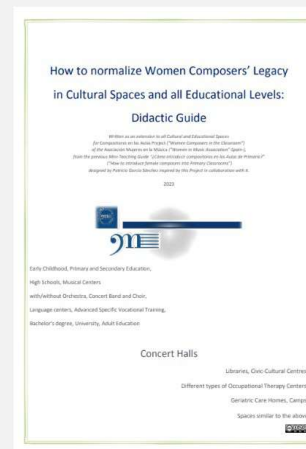 How to normalize Women Composers' Legacy
in Cultural Spaces and all Educational Levels:
Didactic Guide
Written as an extension to all Cultural and Educational Spaces
for Compositoras en las Aulas Project ("Women Composers in the Classroom")
of the Asociación Mujeres en la Música ("Women in Music Association" Spain),
from the previous Mini-Teaching Guide "¿Cómo introducir compositoras en las Aulas de Primaria?"
("How to introduce female composers into Primary Classrooms")
designed by Patricia García Sánchez inspired by this Project in collaboration with it.
2023
Early Childhood, Primary and Secondary Education,
High Schools, Musical Centers
with/without Orchestra, Concert Band and Choir,
Language centers, Advanced Specific Vocational Training,
Bachelor's degree, University, Adult Education
Concert Halls
Libraries, Civic Cultural Centres
Different types of Occupational Therapy Centers
Geriatric Care Homes, Camps
Spaces similar to the above